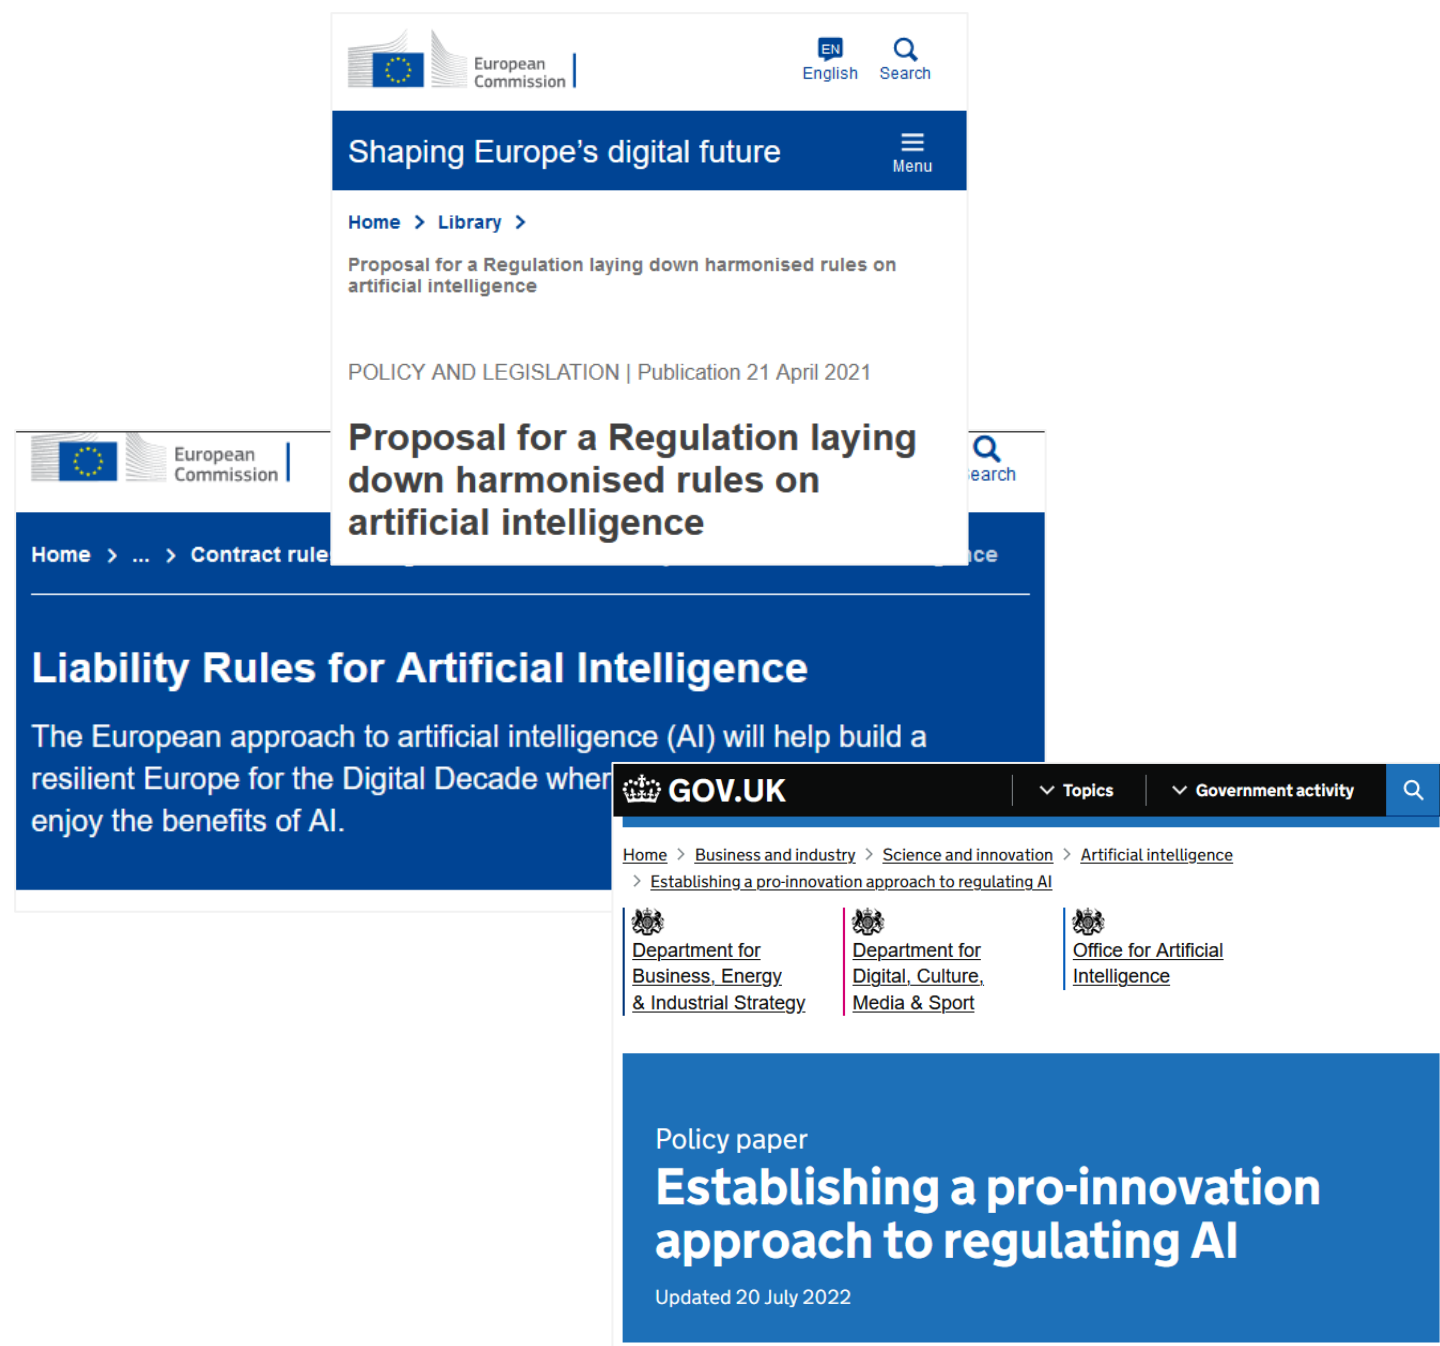 European
Commission
EN
English
Search
Shaping Europe's digital future
Menu
Home > Library >
Proposal for a Regulation laying down harmonised rules on
artificial intelligence
POLICY AND LEGISLATION | Publication 21 April 2021
Proposal for a Regulation laying
down harmonised rules on
artificial intelligence
European
Commission
earch
Home > ... > Contract rule
nce
Liability Rules for Artificial Intelligence
The European approach to artificial intelligence (AI) will help build a
resilient Europe for the Digital Decade wher
enjoy the benefits of AI.
GOV.UK
Topics
Government activity
Home > Business and industry > Science and innovation > Artificial intelligence
> Establishing a pro-innovation approach to regulating AI
Department for
Business, Energy
& Industrial Strategy
Department for
Digital, Culture,
Media & Sport
Office for Artificial
Intelligence
Policy paper
Establishing a pro-innovation
approach to regulating AI
Updated 20 July 2022